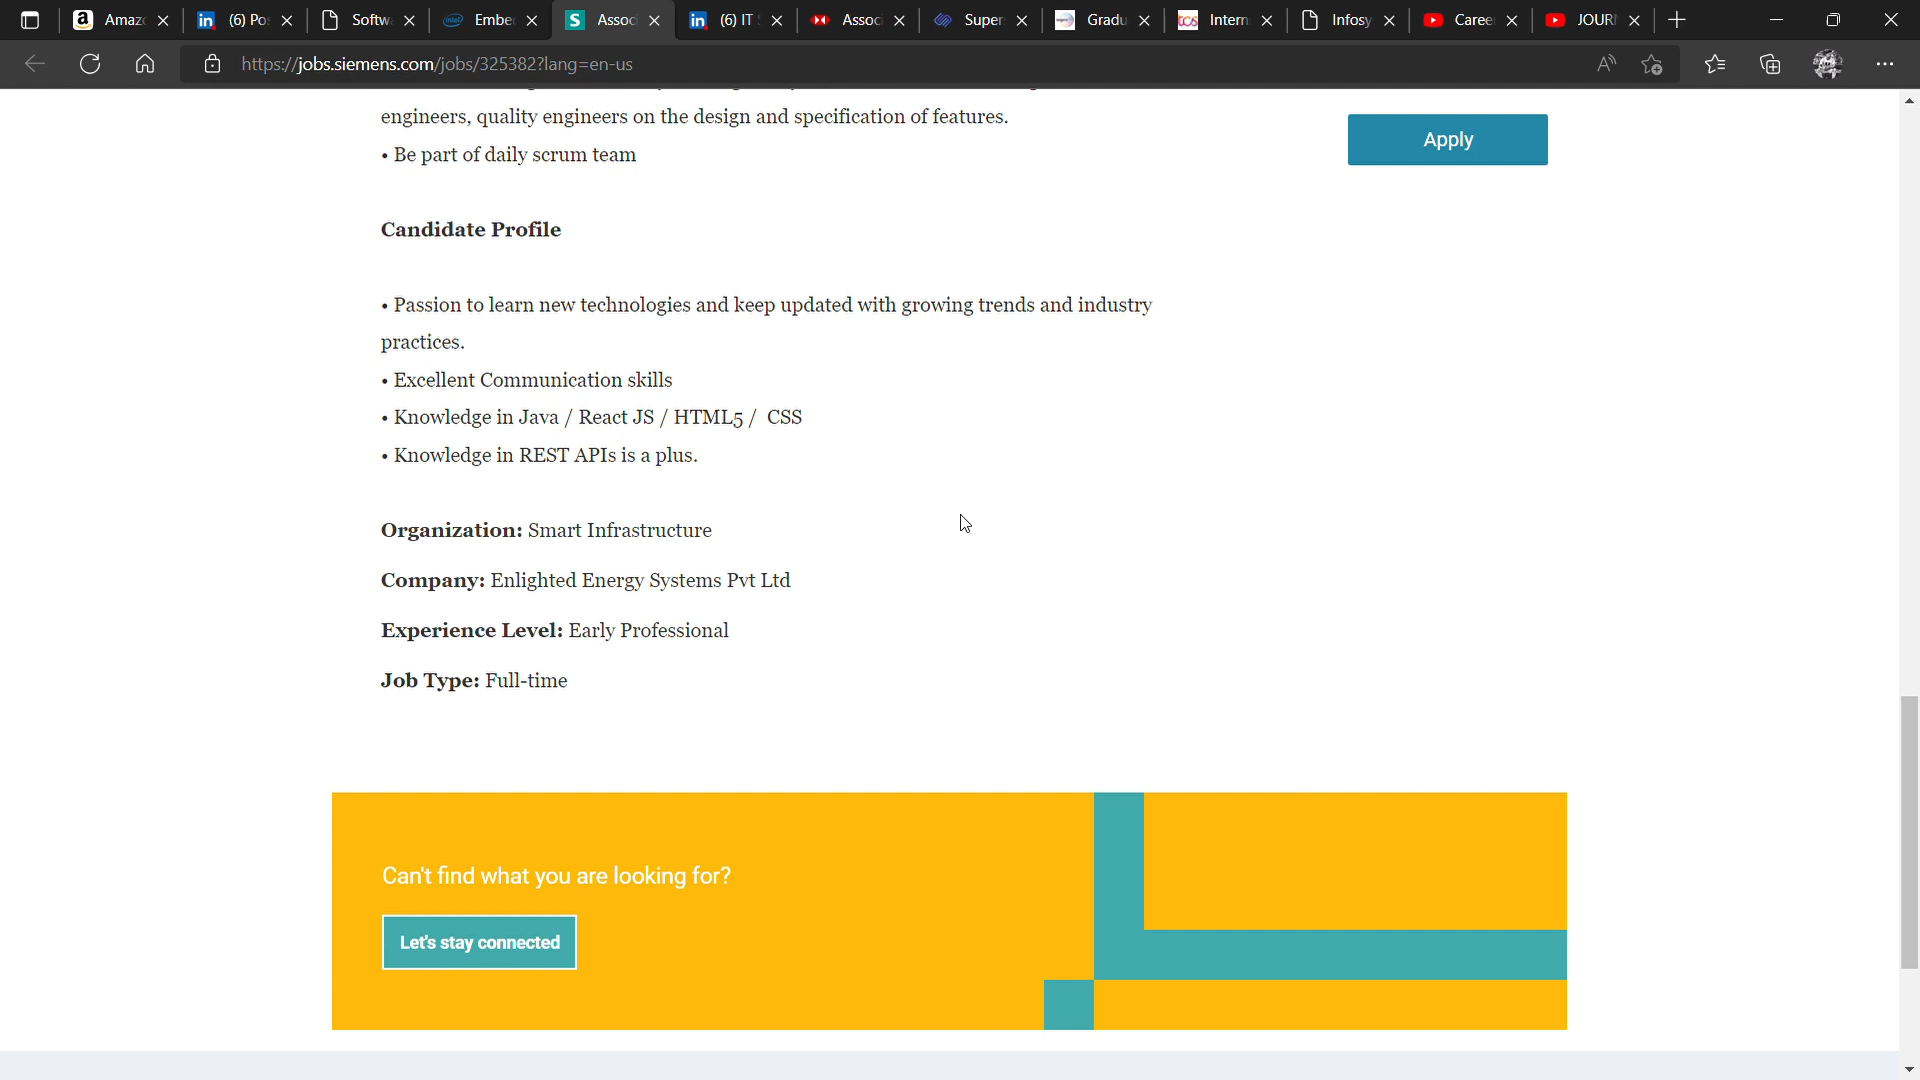 Amaz
(6) Po
Softw
Embe
Assoc
(6) IT
Assoc
Super
Gradu
Intern
Infosy
Caree
JOUR
https://jobs.siemens.com/jobs/325382?lang=en-us
engineers, quality engineers on the design and specification of features.
Apply
• Be part of daily scrum team
Candidate Profile
• Passion to learn new technologies and keep updated with growing trends and industry
practices.
• Excellent Communication skills
• Knowledge in Java / React JS / HTML5 / CSS
• Knowledge in REST APIs is a plus.
Organization: Smart Infrastructure
Company: Enlighted Energy Systems Pvt Ltd
Experience Level: Early Professional
Job Type: Full-time
Can't find what you are looking for?
Let's stay connected